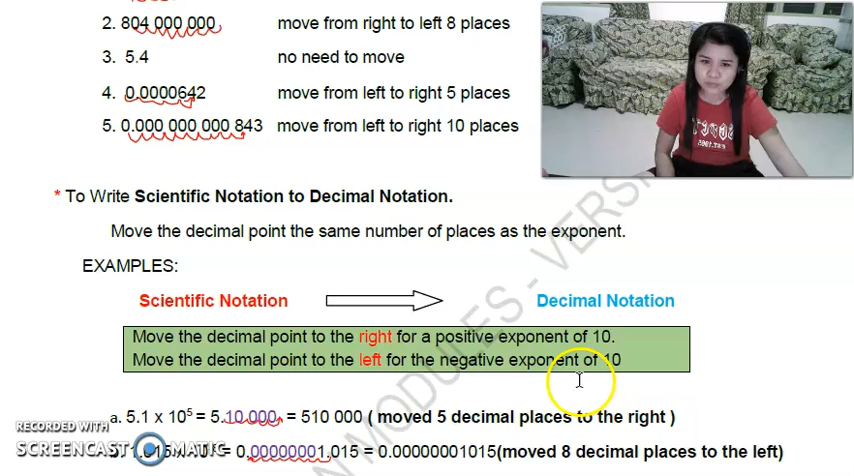 2. 804 000 000 move from right to left 8 places
3. 5.4 no need to move
4. 0.0000642 move from left to right 5 places
5. 0.000 000 000 843 move from left to right 10 places
* To Write Scientific Notation to Decimal Notation.
Move the decimal point the same number of places as the exponent.
EXAMPLES:
Scientific Notation Decimal Notation
Move the decimal point to the right for a positive exponent of 10.
Move the decimal point to the left for the negative exponent of 10
a. 5.1 x 10⁵ = 5.10,000, = 510 000 ( moved 5 decimal places to the right )
RECORDED WITH
SCREENCAST MATIC
= 0.00000001.015 = 0.00000001015(moved 8 decimal places to the left)